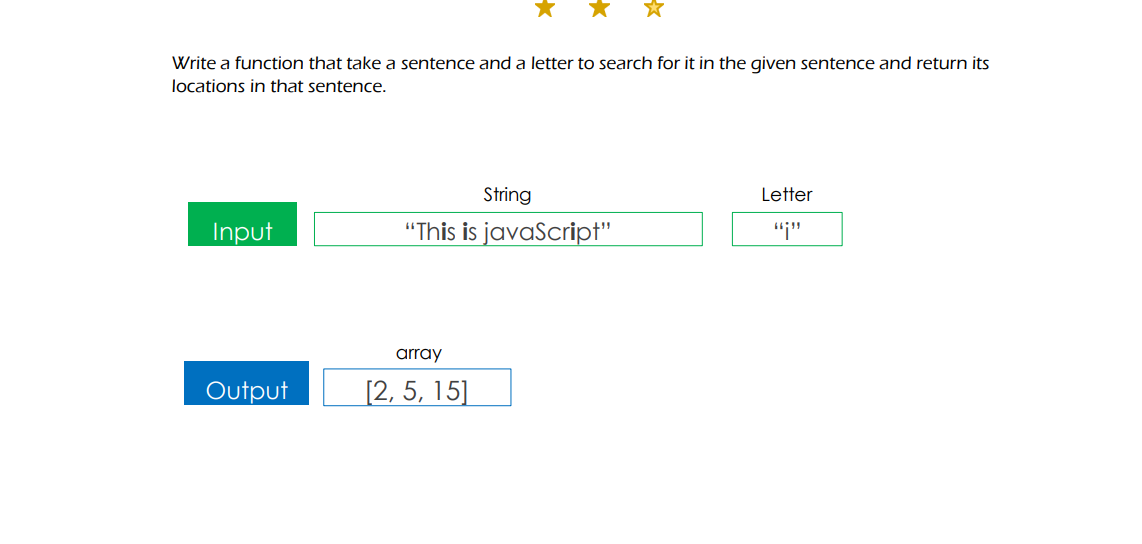 Write a function that take a sentence and a letter to search for it in the given sentence and return its
locations in that sentence.
String
Letter
Input
“This is javaScript”
“i”
array
Output
[2, 5, 15]